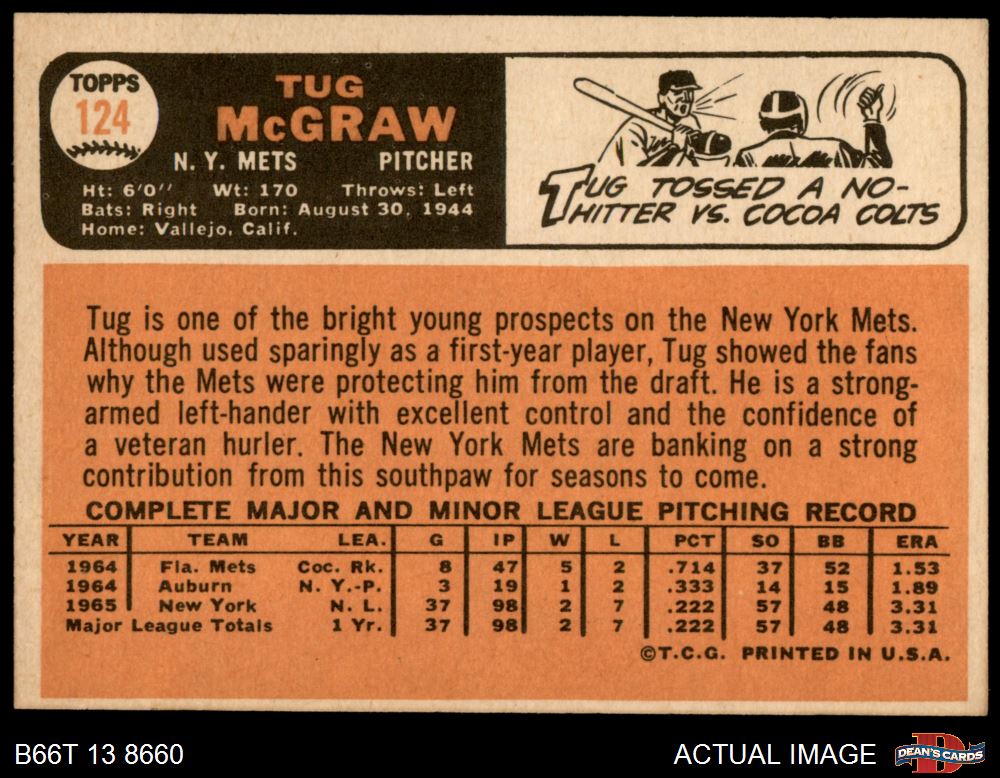 TOPPS
124
TUG
McGRAW
N. Y. METS PITCHER
Ht: 6'0" Wt: 170 Throws: Left
Bats: Right Born: August 30, 1944
Home: Vallejo, Calif.
TUG TOSSED A NO-
HITTER VS. COCOA COLTS
Tug is one of the bright young prospects on the New York Mets.
Although used sparingly as a first-year player, Tug showed the fans
why the Mets were protecting him from the draft. He is a strong-
armed left-hander with excellent control and the confidence of
a veteran hurler. The New York Mets are banking on a strong
contribution from this southpaw for seasons to come.
COMPLETE MAJOR AND MINOR LEAGUE PITCHING RECORD
YEAR TEAM LEA. G IP W L PCT SO BB ERA
1964 Fla. Mets Coc. Rk. 8 47 5 2 .714 37 52 1.53
1964 Auburn N. Y.-P. 3 19 1 2 .333 14 15 1.89
1965 New York N. L. 37 98 2 7 .222 57 48 3.31
Major League Totals 1 Yr. 37 98 2 7 .222 57 48 3.31
©T.C.G. PRINTED IN U.S.A.
B66T 13 8660 ACTUAL IMAGE DEAN'S CARDS